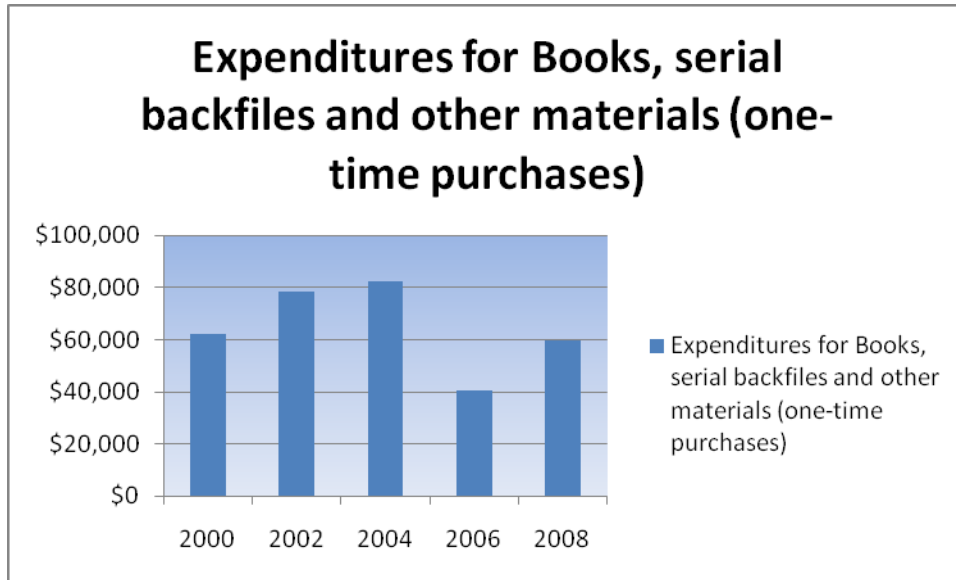 Expenditures for Books, serial
backfiles and other materials (one-
time purchases)
$100,000
$80,000
$60,000
$40,000
$20,000
$0
2000 2002 2004 2006 2008
Expenditures for Books,
serial backfiles and other
materials (one-time
purchases)